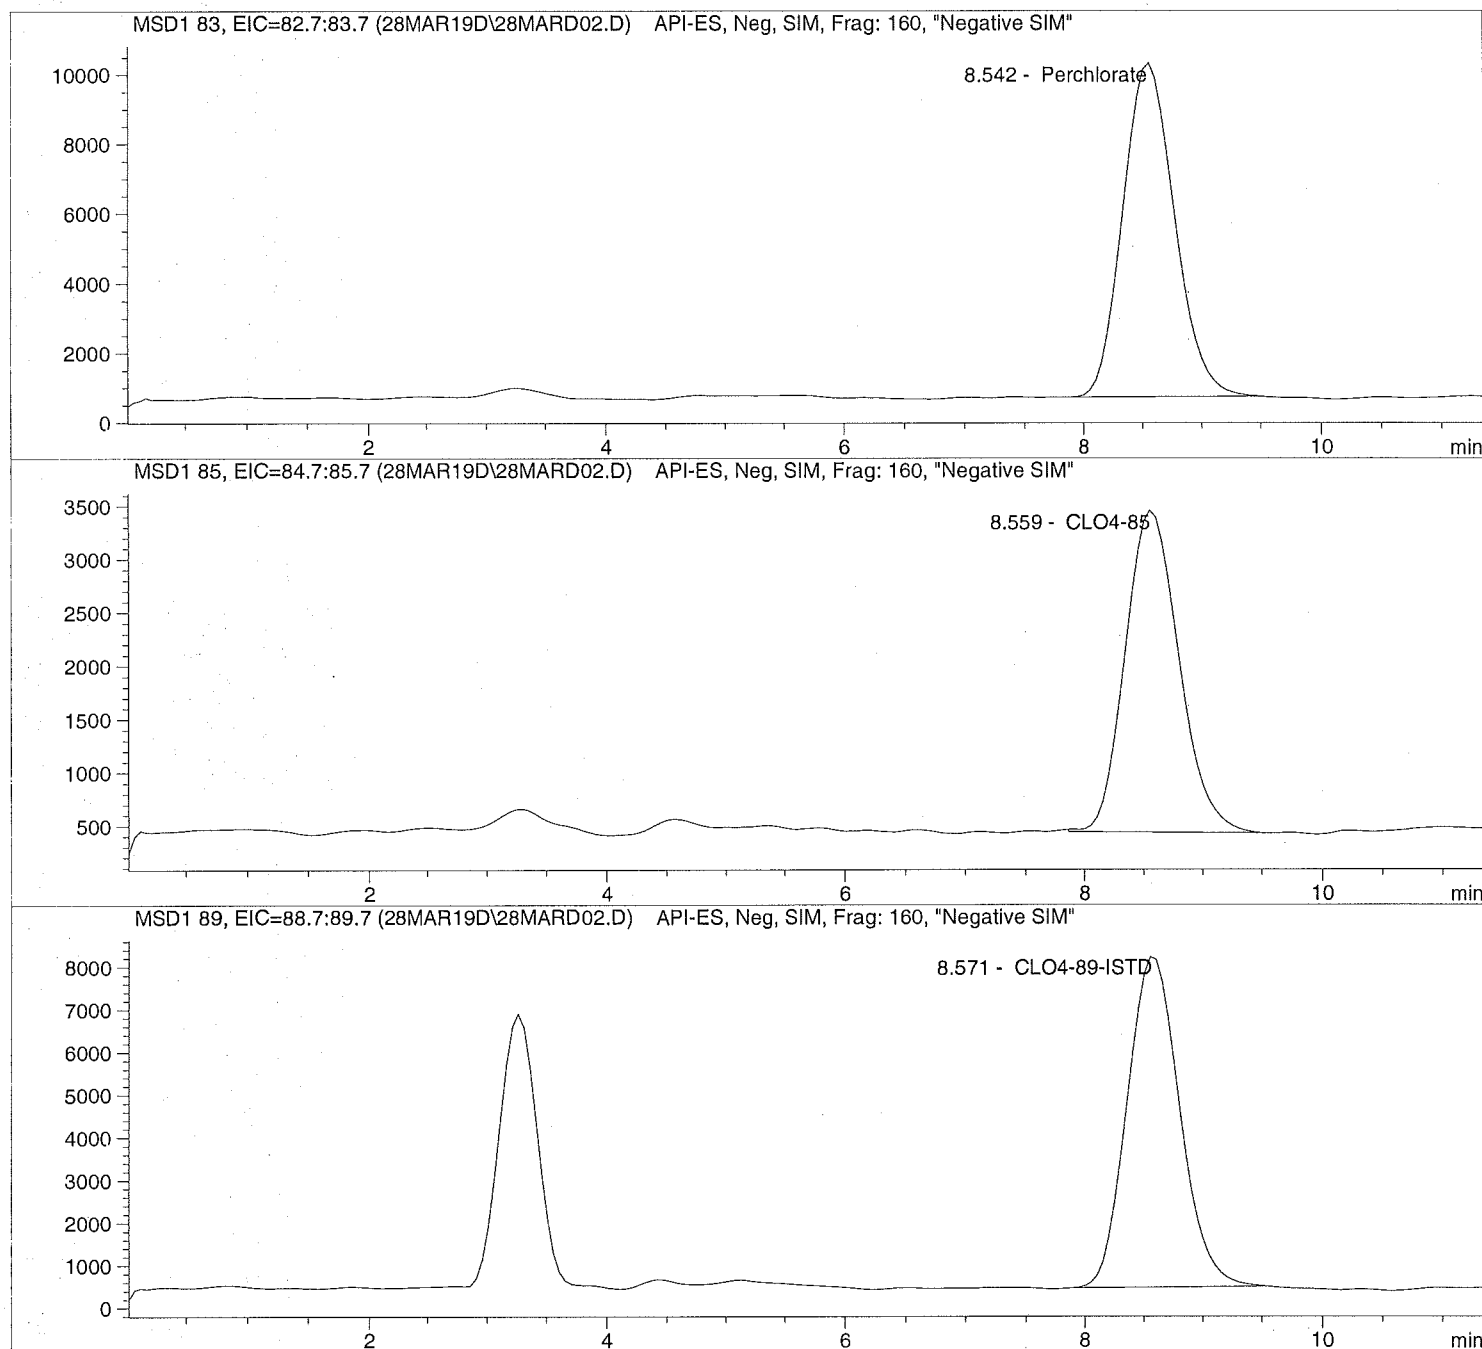 MSD1 83, EIC=82.7:83.7 (28MAR19D\28MARD02.D) API-ES, Neg, SIM, Frag: 160, "Negative SIM"
10000
8.542 - Perchlorate
8000
6000
4000
2000
0
2 4 6 8 10 min
MSD1 85, EIC=84.7:85.7 (28MAR19D\28MARD02.D) API-ES, Neg, SIM, Frag: 160, "Negative SIM"
3500
8.559 - CLO4-85
3000
2500
2000
1500
1000
500
2 4 6 8 10 min
MSD1 89, EIC=88.7:89.7 (28MAR19D\28MARD02.D) API-ES, Neg, SIM, Frag: 160, "Negative SIM"
8000
8.571 - CLO4-89-ISTD
7000
6000
5000
4000
3000
2000
1000
0
2 4 6 8 10 min